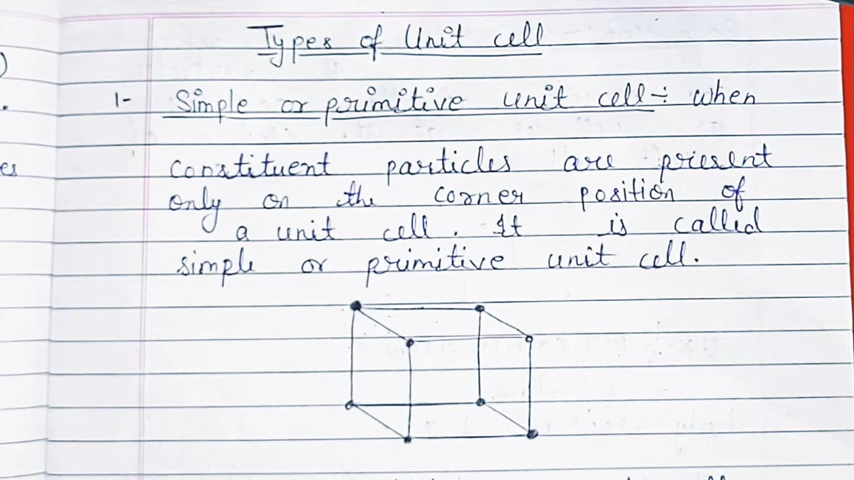 Types of Unit cell
)
1- Simple or primitive unit cell :- when
.
constituent particles are present
es
only on the corner position of
a unit cell. It is called
simple or primitive unit cell.